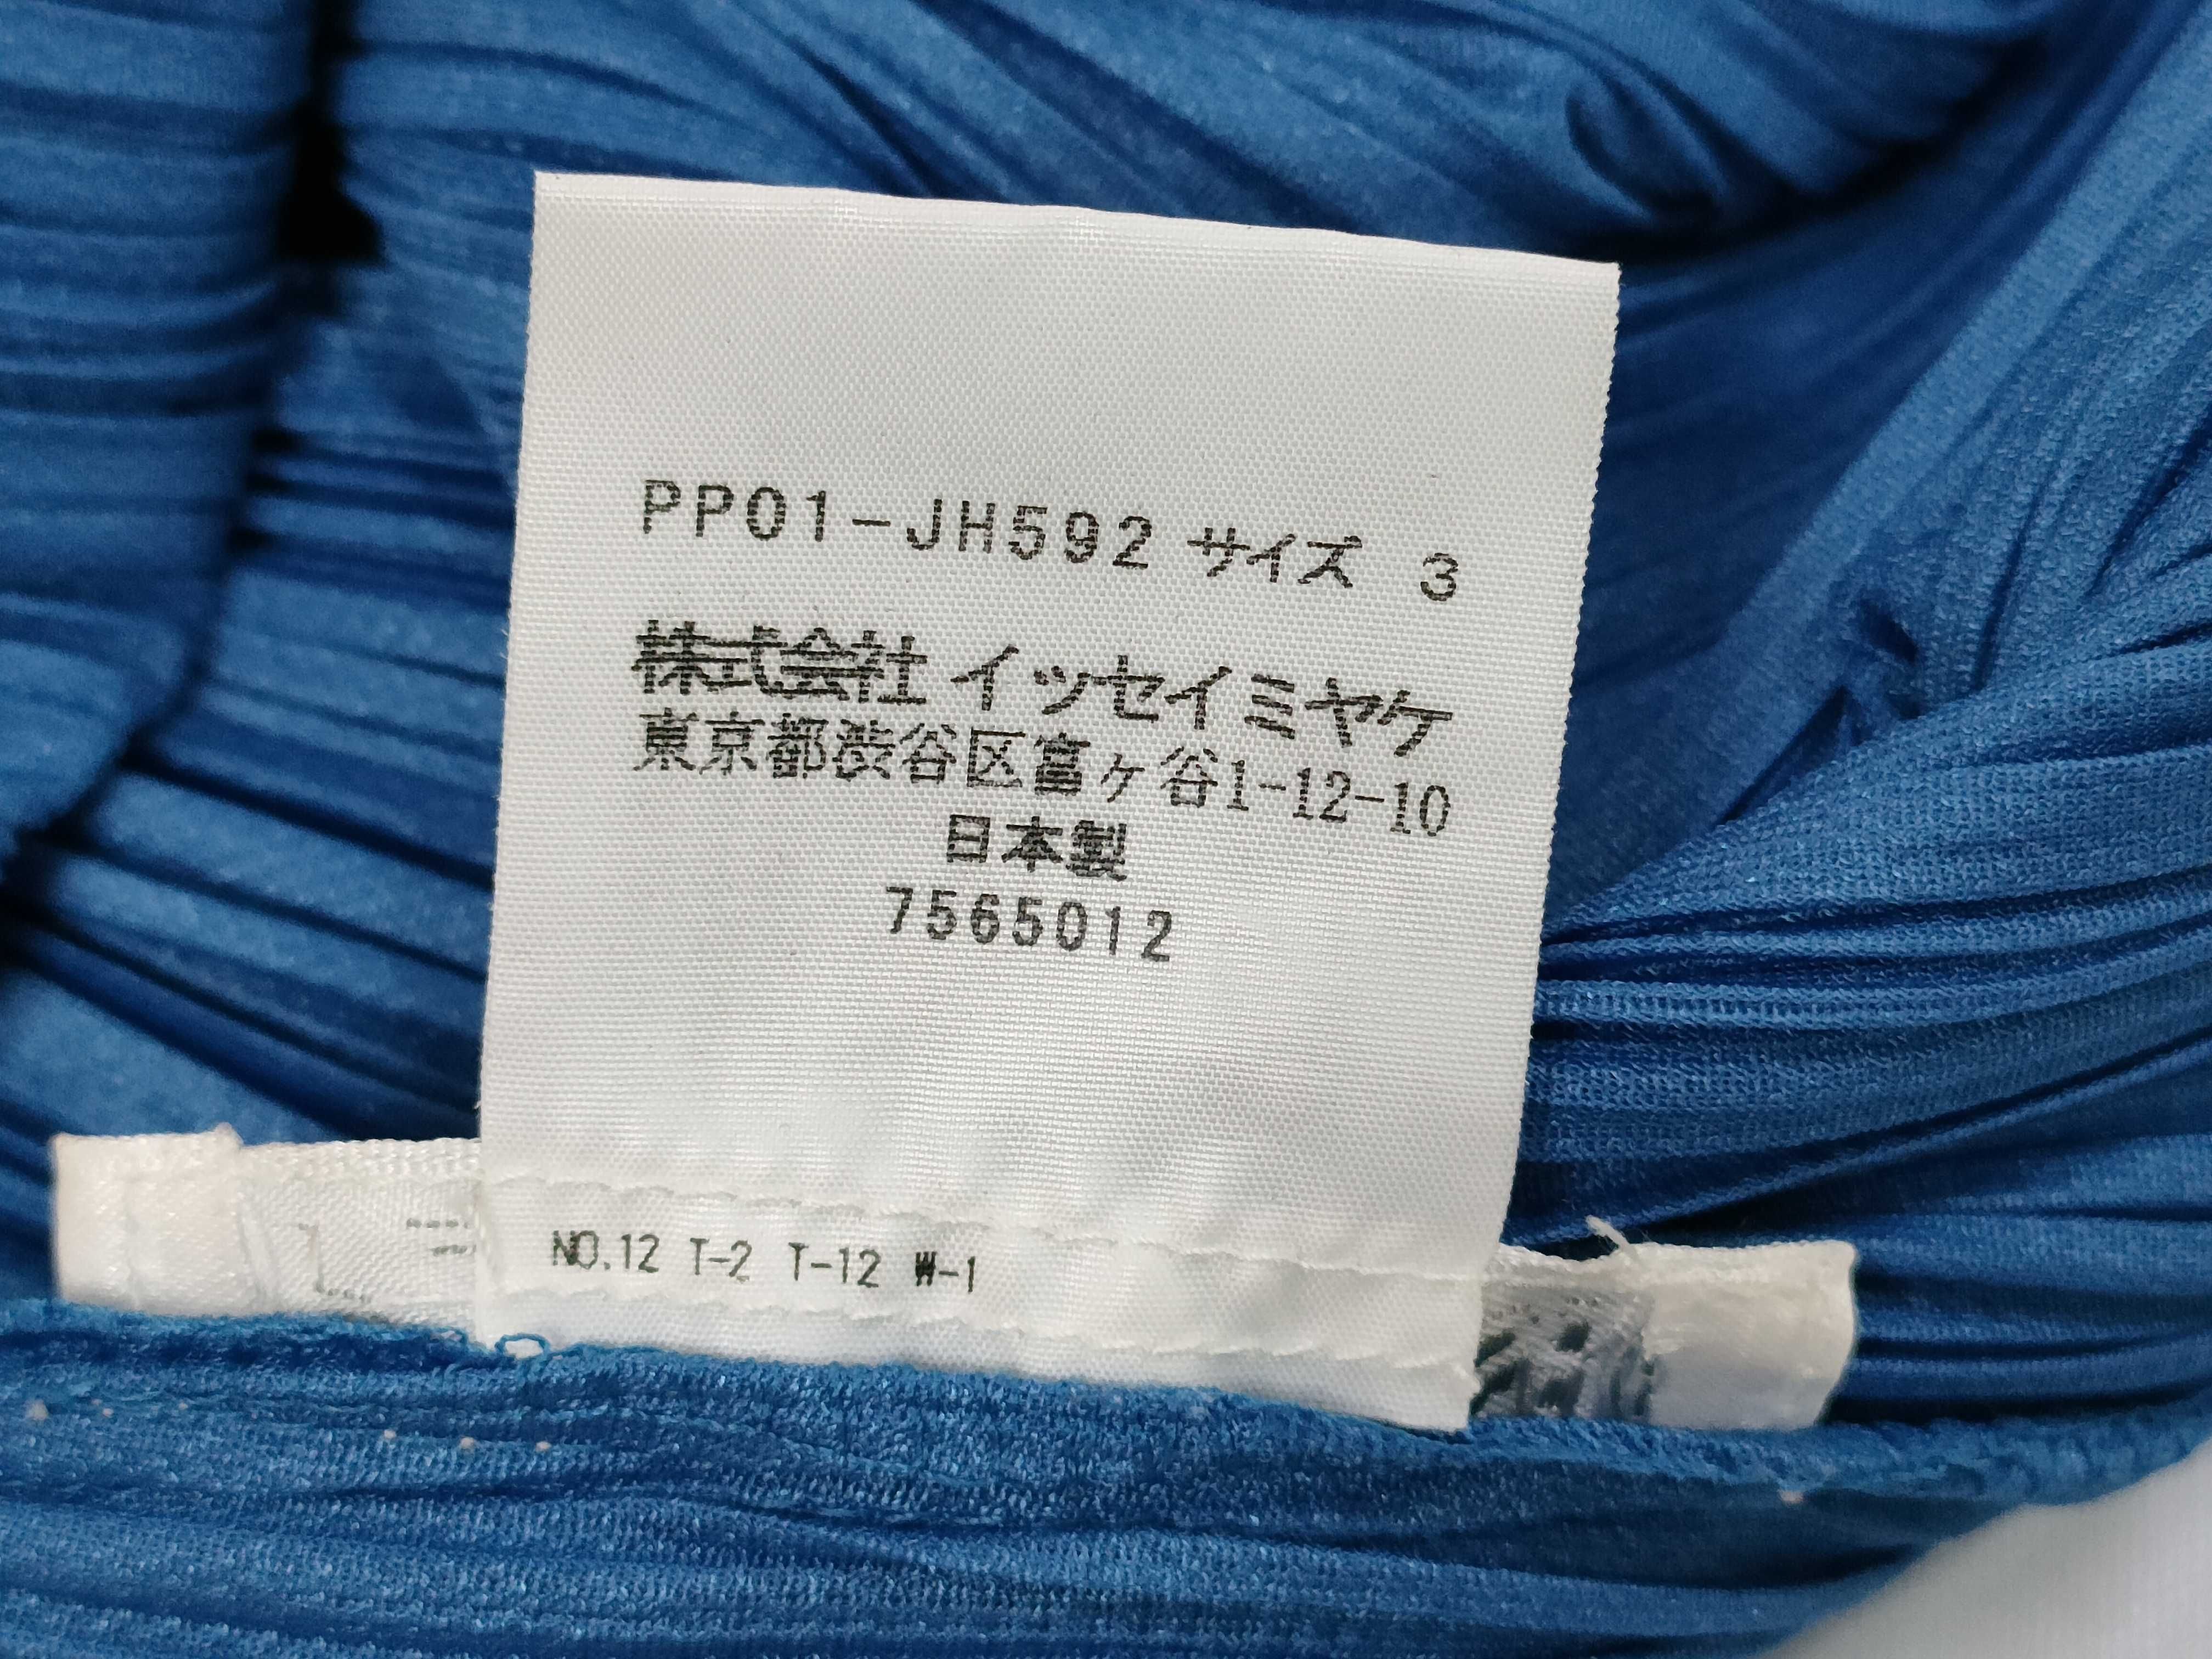 PP01-JH592 サイズ 3
株式会社 イッセイミヤケ
東京都渋谷区富ヶ谷1-12-10
日本製
7565012
NO.12 T-2 T-12 W-1